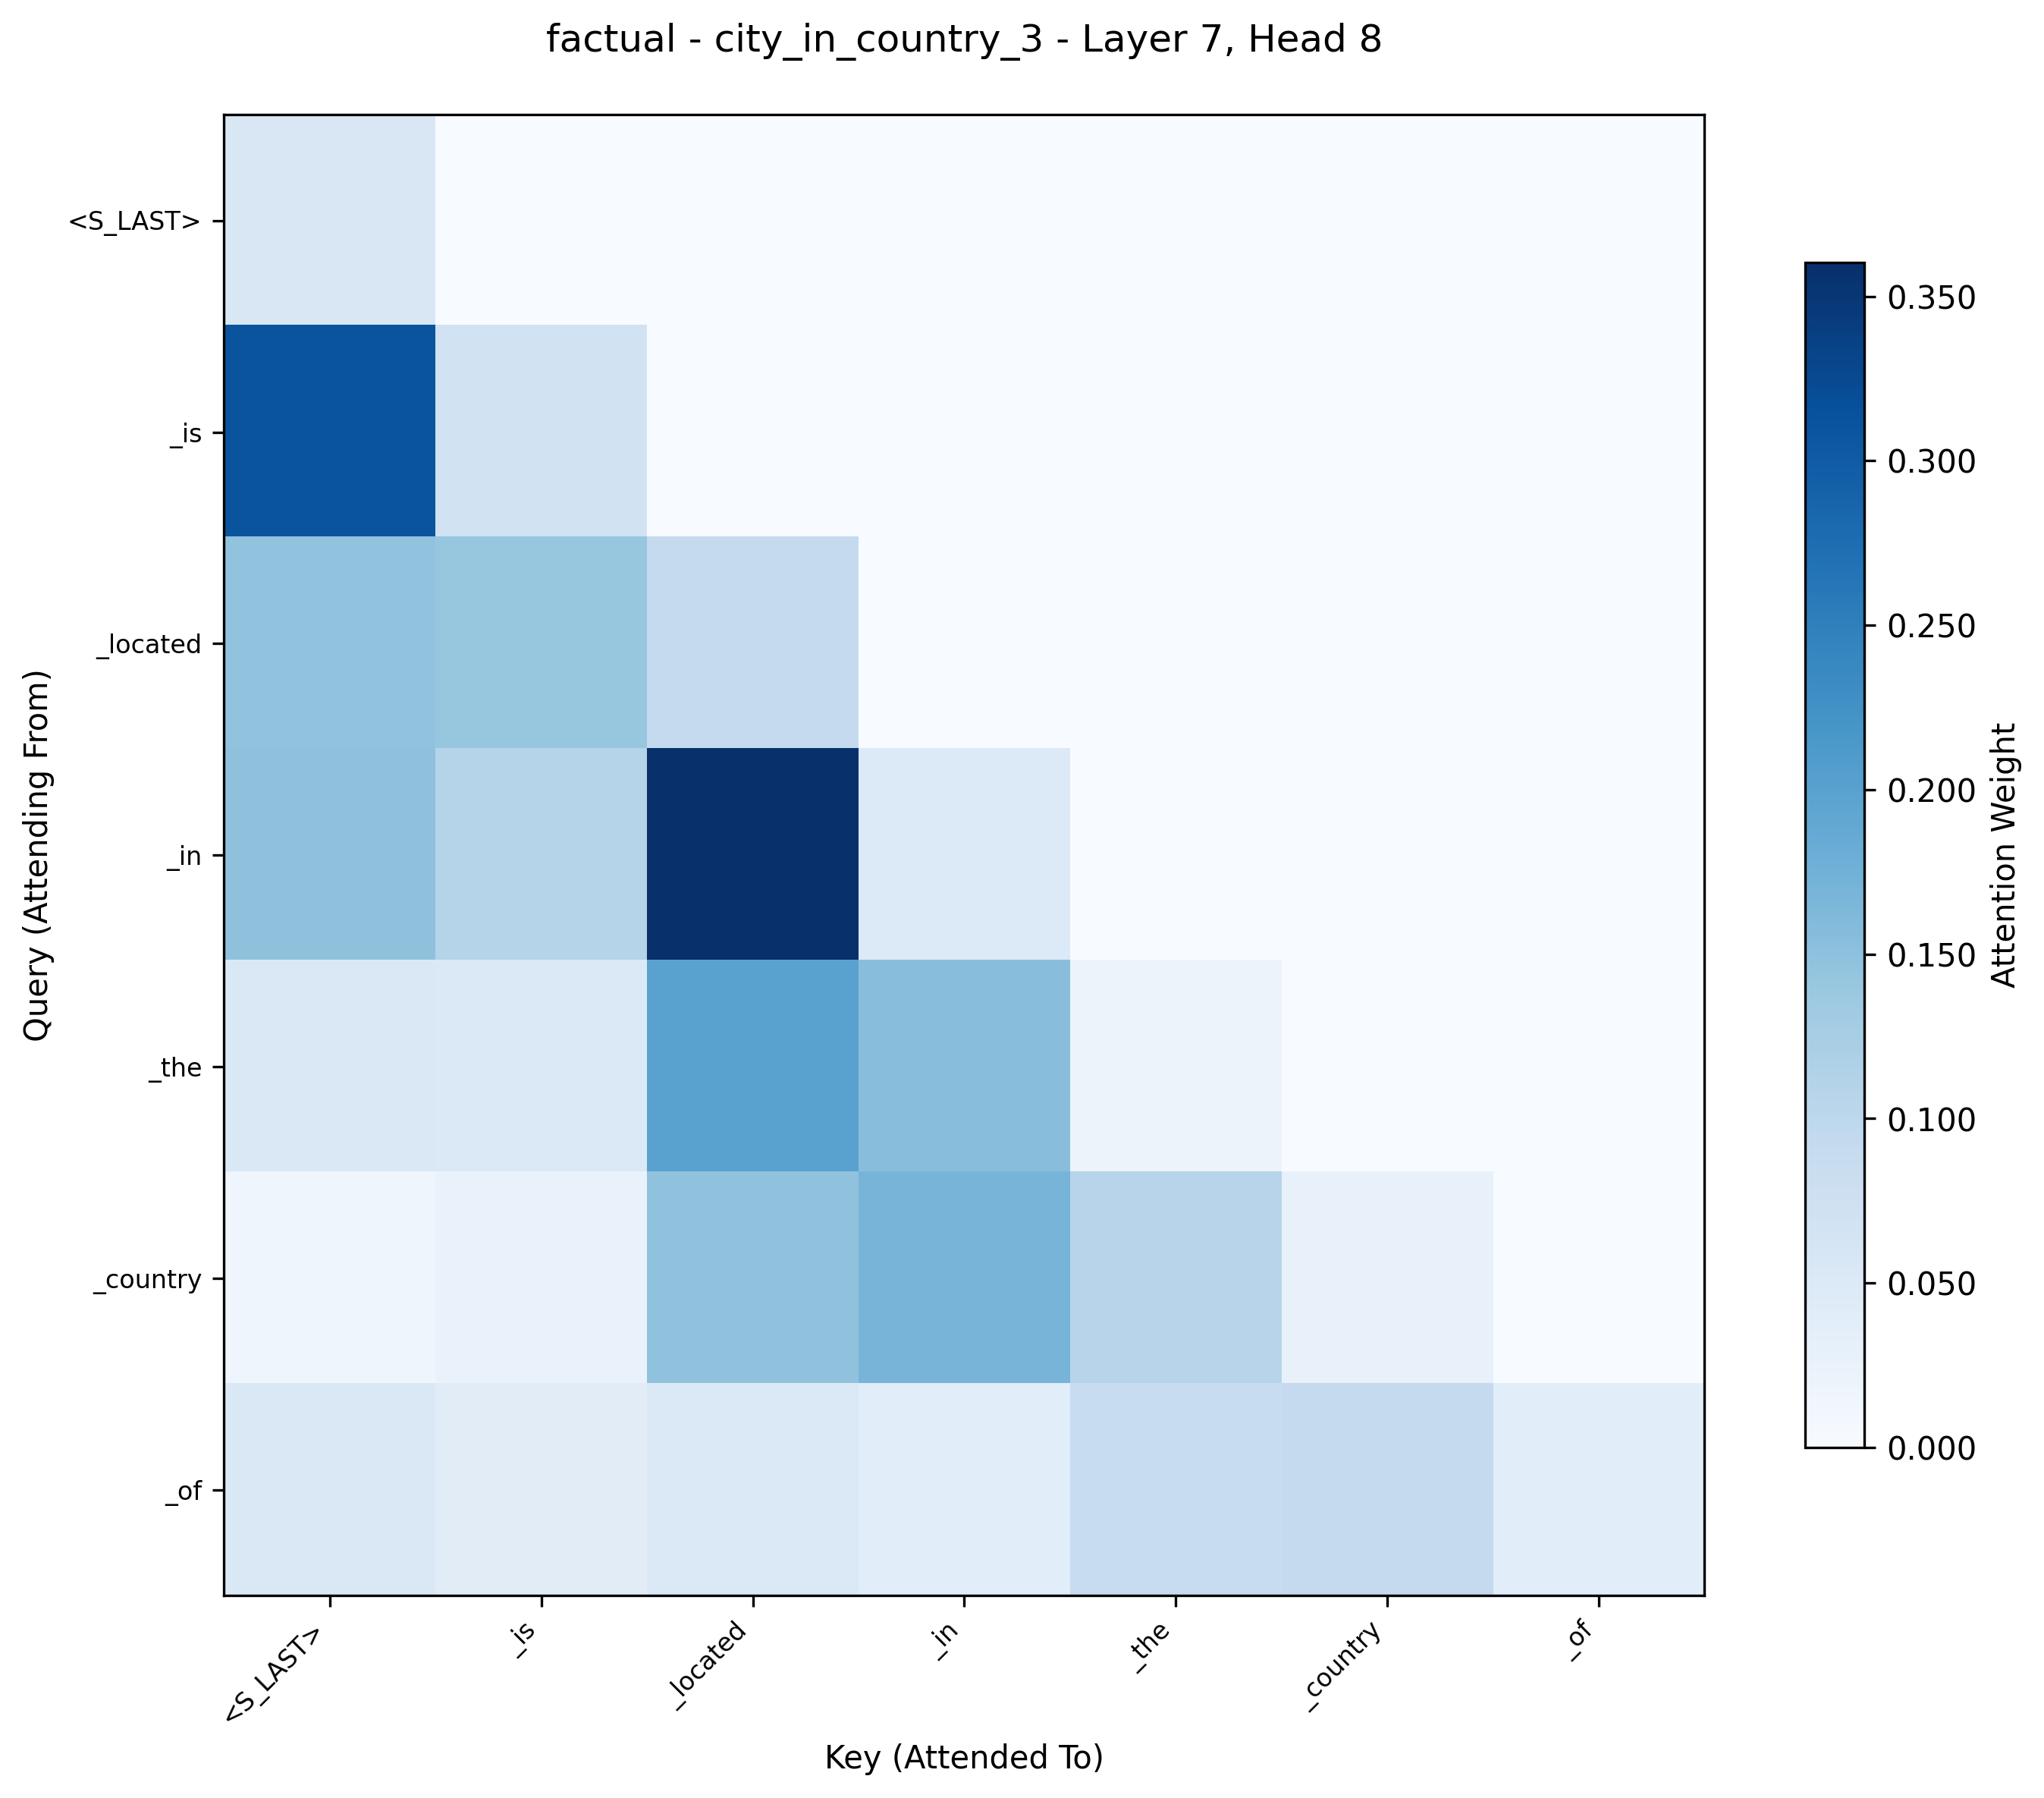 factual - city_in_country_3 - Layer 7, Head 8
Query (Attending From)
<S_LAST>
_is
_located
_in
_the
_country
_of
<S_LAST>
_is
_located
_in
_the
_country
_of
Key (Attended To)
0.350
0.300
0.250
0.200
0.150
0.100
0.050
0.000
Attention Weight